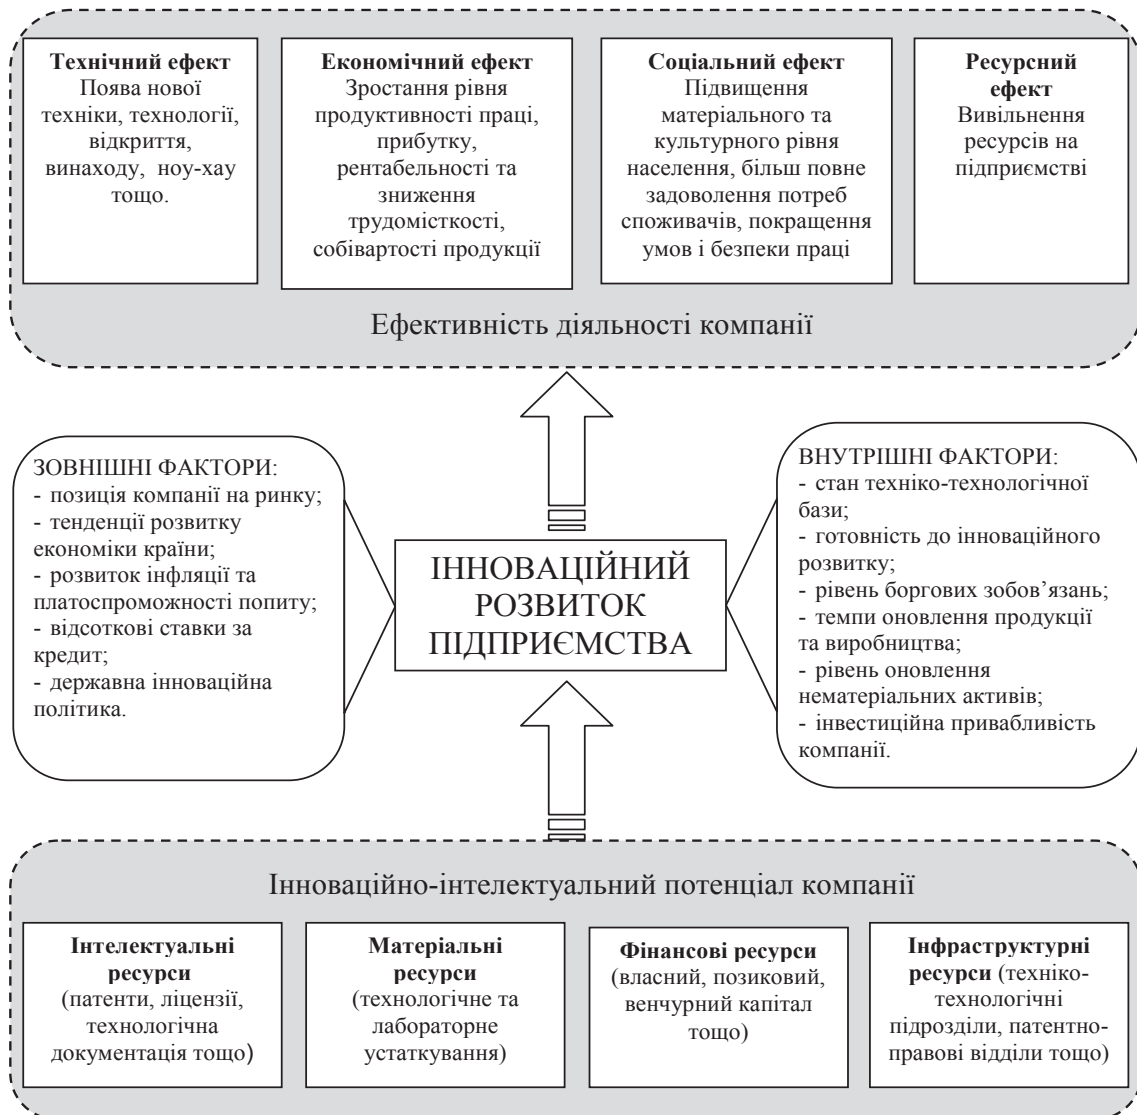 Технічний ефект
Поява нової
техніки, технології,
відкриття,
винаходу, ноу-хау
тощо.
Економічний ефект
Зростання рівня
продуктивності праці,
прибутку,
рентабельності та
зниження
трудомісткості,
собівартості продукції
Соціальний ефект
Підвищення
матеріального та
культурного рівня
населення, більш повне
задоволення потреб
споживачів, покращення
умов і безпеки праці
Ресурсний
ефект
Вивільнення
ресурсів на
підприємстві
Ефективність діяльності компанії
ЗОВНІШНІ ФАКТОРИ:
- позиція компанії на ринку;
- тенденції розвитку
економіки країни;
- розвиток інфляції та
платоспроможності попиту;
- відсоткові ставки за
кредит;
- державна інноваційна
політика.
ІННОВАЦІЙНИЙ
РОЗВИТОК
ПІДПРИЄМСТВА
ВНУТРІШНІ ФАКТОРИ:
- стан техніко-технологічної
бази;
- готовність до інноваційного
розвитку;
- рівень боргових зобов’язань;
- темпи оновлення продукції
та виробництва;
- рівень оновлення
нематеріальних активів;
- інвестиційна привабливість
компанії.
Інноваційно-інтелектуальний потенціал компанії
Інтелектуальні
ресурси
(патенти, ліцензії,
технологічна
документація тощо)
Матеріальні
ресурси
(технологічне та
лабораторне
устаткування)
Фінансові ресурси
(власний, позиковий,
венчурний капітал
тощо)
Інфраструктурні
ресурси (техніко-
технологічні
підрозділи, патентно-
правові відділи тощо)